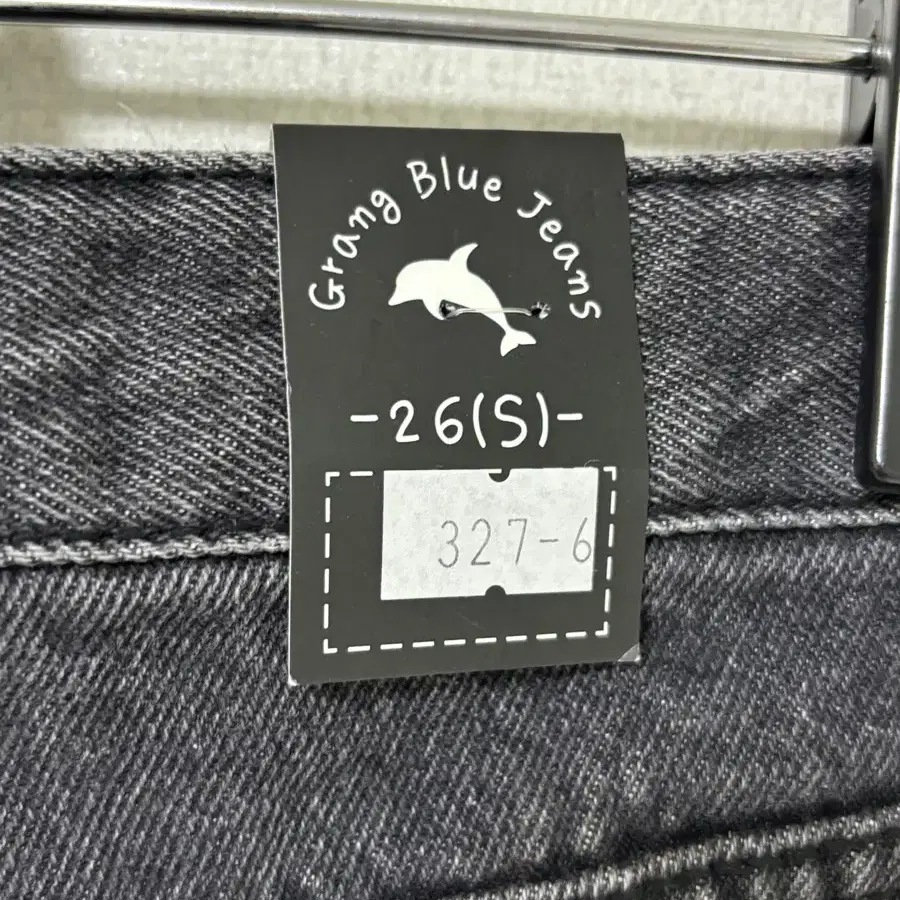 Grang Blue Jeans
-26(S)-
327-6